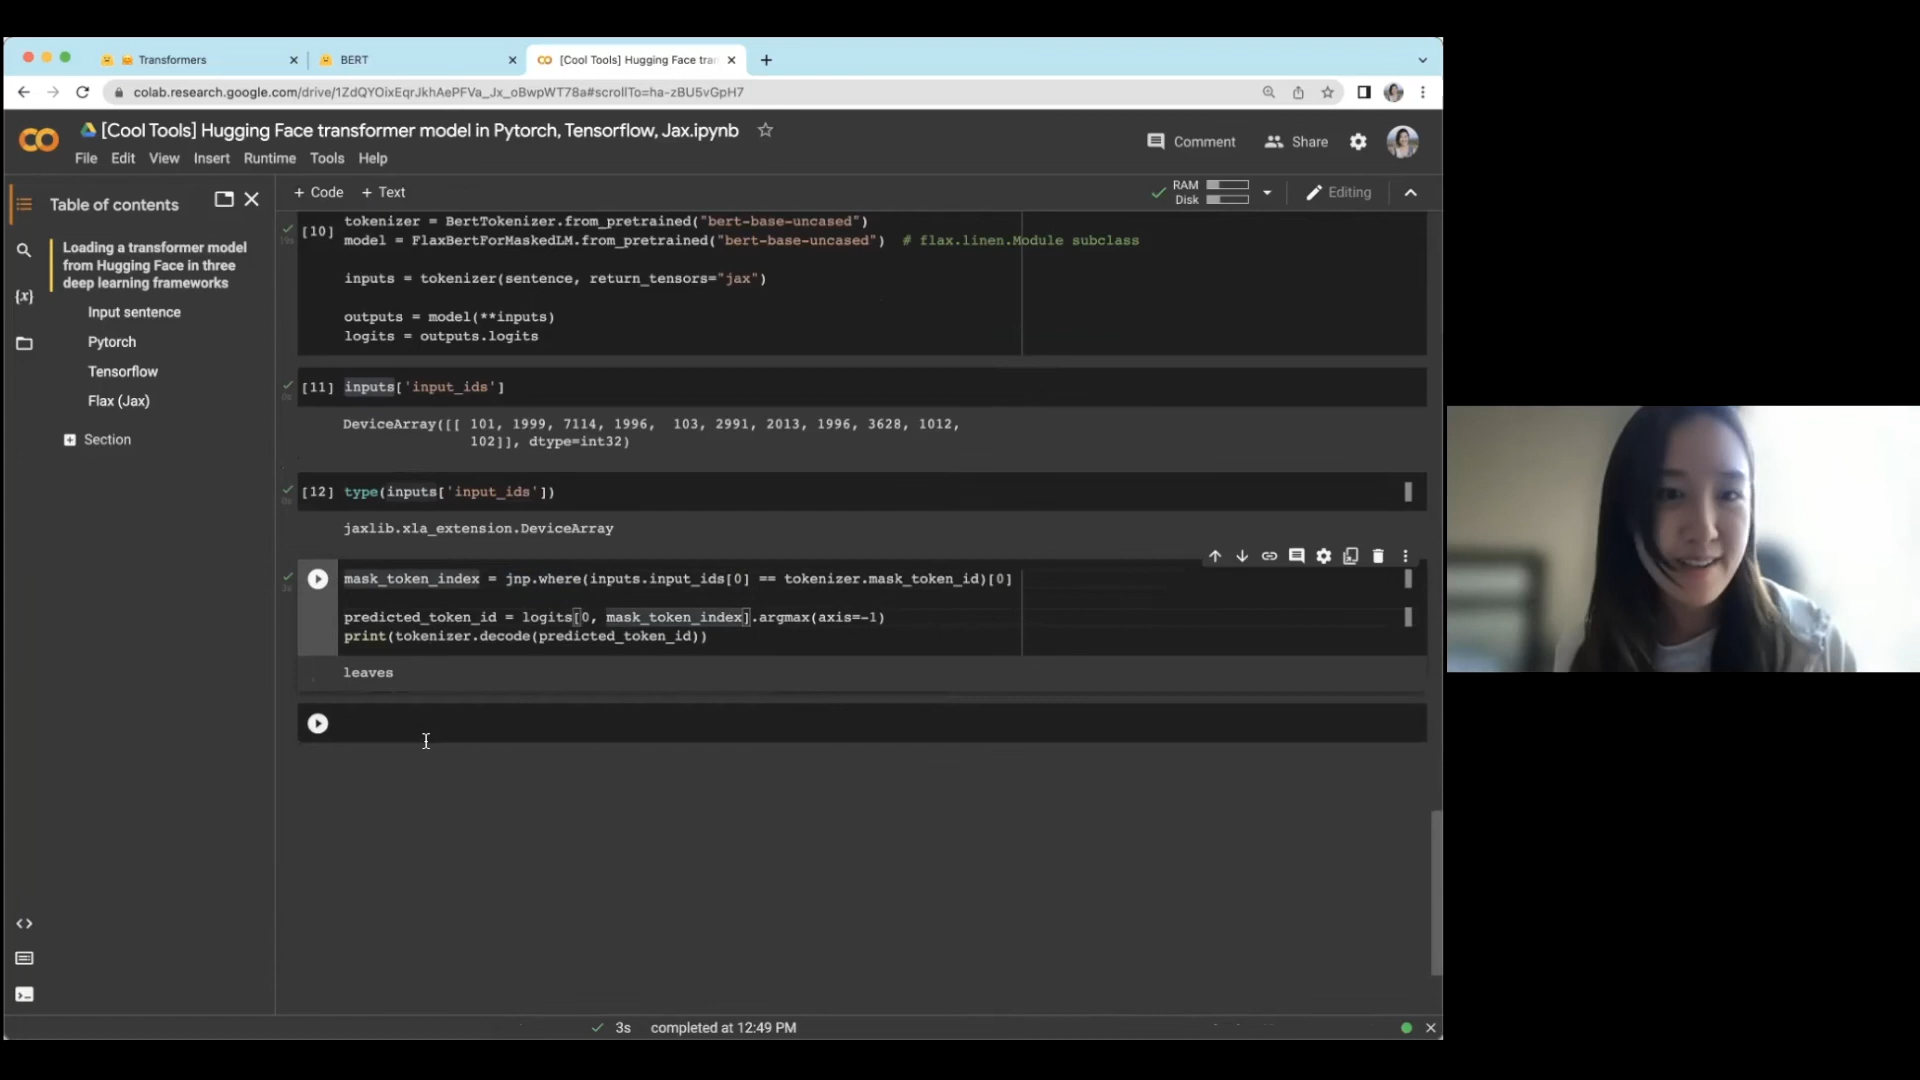 Transformers
BERT
[Cool Tools] Hugging Face tra
colab.research.google.com/drive/1ZdQYOixEqrJkhAePFVa_Jx_oBwpWT78a#scrollTo=ha-zBU5vGpH7
[Cool Tools] Hugging Face transformer model in Pytorch, Tensorflow, Jax.ipynb
Comment
Share
File Edit View Insert Runtime Tools Help
+ Code + Text
RAM
Disk
Editing
Table of contents
Loading a transformer model
from Hugging Face in three
deep learning frameworks
Input sentence
Pytorch
Tensorflow
Flax (Jax)
Section
{x}
[10] tokenizer = BertTokenizer.from_pretrained("bert-base-uncased")
model = FlaxBertForMaskedLM.from_pretrained("bert-base-uncased") # flax.linen.Module subclass
inputs = tokenizer(sentence, return_tensors="jax")
outputs = model(**inputs)
logits = outputs.logits
[11] inputs['input_ids']
DeviceArray([[ 101, 1999, 7114, 1996, 103, 2991, 2013, 1996, 3628, 1012,
102]], dtype=int32)
[12] type(inputs['input_ids'])
jaxlib.xla_extension.DeviceArray
mask_token_index = jnp.where(inputs.input_ids[0] == tokenizer.mask_token_id)[0]
predicted_token_id = logits[0, mask_token_index].argmax(axis=-1)
print(tokenizer.decode(predicted_token_id))
leaves
3s completed at 12:49 PM